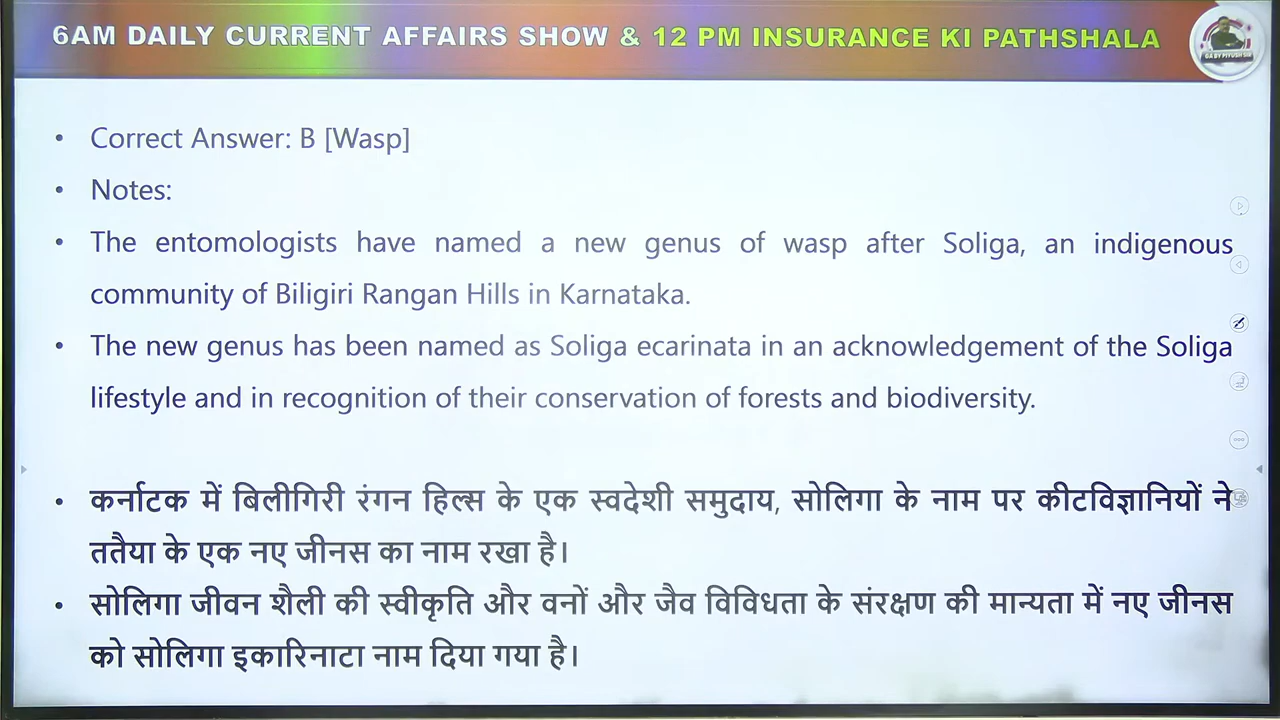 6AM DAILY CURRENT AFFAIRS SHOW & 12 PM INSURANCE KI PATHSHALA
GA BY PIYUSH SIR
• Correct Answer: B [Wasp]
• Notes:
• The entomologists have named a new genus of wasp after Soliga, an indigenous
community of Biligiri Rangan Hills in Karnataka.
• The new genus has been named as Soliga ecarinata in an acknowledgement of the Soliga
lifestyle and in recognition of their conservation of forests and biodiversity.
• कर्नाटक में बिलीगिरी रंगन हिल्स के एक स्वदेशी समुदाय, सोलिगा के नाम पर कीटविज्ञानियों ने
ततैया के एक नए जीनस का नाम रखा है।
• सोलिगा जीवन शैली की स्वीकृति और वनों और जैव विविधता के संरक्षण की मान्यता में नए जीनस
को सोलिगा इकारिनाटा नाम दिया गया है।